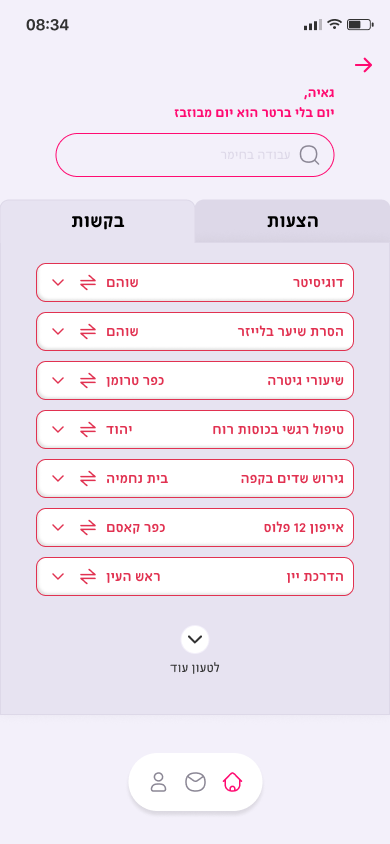 08:34
גאיה,
יום בלי ברטר הוא יום מבוזבז
עבודה בחיסר
הצעות
בקשות
דוגיסיטר שוהם
הסרת שיער בלייזר שוהם
שיעורי גיטרה כפר טרומן
טיפול רגשי בכוסות רוח יהוד
גירוש שדים בקפה בית נחמיה
אייפון 12 פלוס כפר קאסם
הדרכת יין ראש העין
לטעון עוד